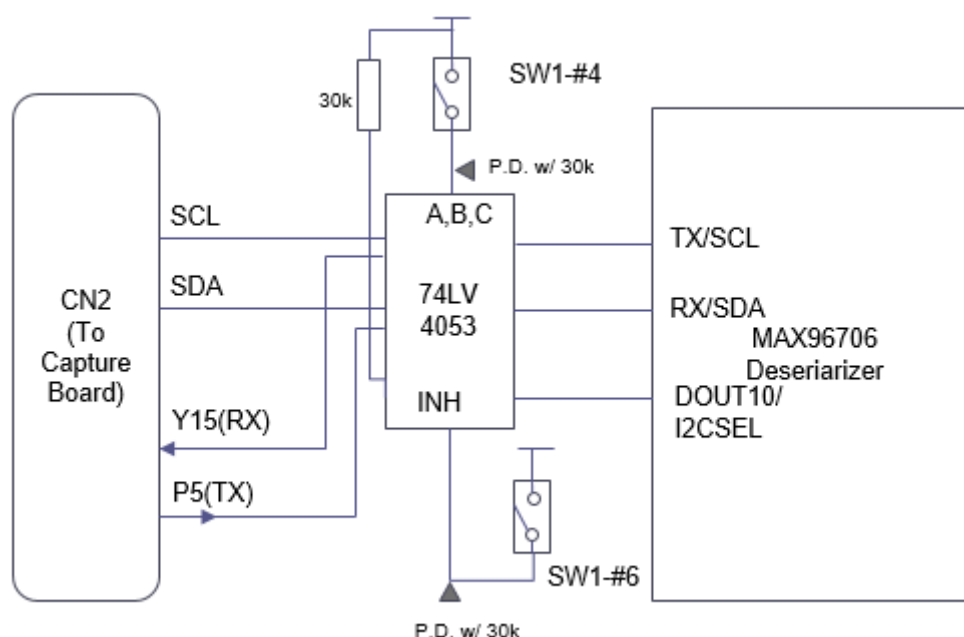 SW1-#4
30k
P.D. w/ 30k
A,B,C
SCL
TX/SCL
SDA
74LV
4053
RX/SDA
CN2
(To
Capture
Board)
MAX96706
Deseriarizer
INH
DOUT10/
I2CSEL
Y15(RX)
P5(TX)
SW1-#6
P.D. w/ 30k